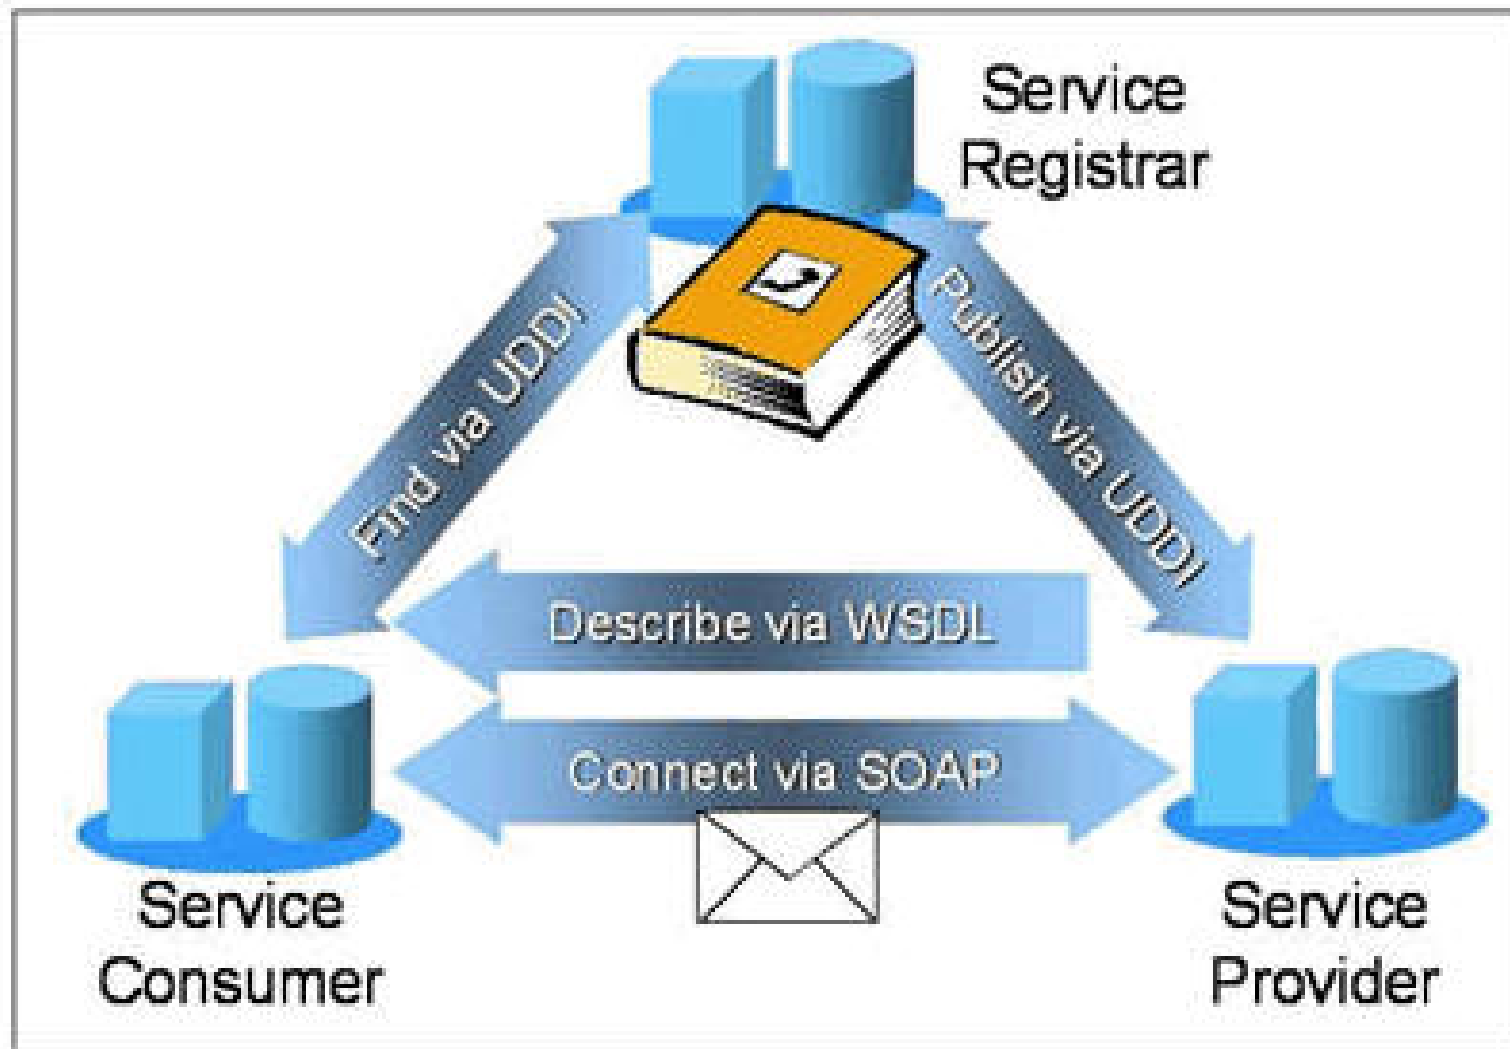 Service
Registrar
Find via UDDI
Publish via UDDI
Describe via WSDL
Connect via SOAP
Service
Consumer
Service
Provider